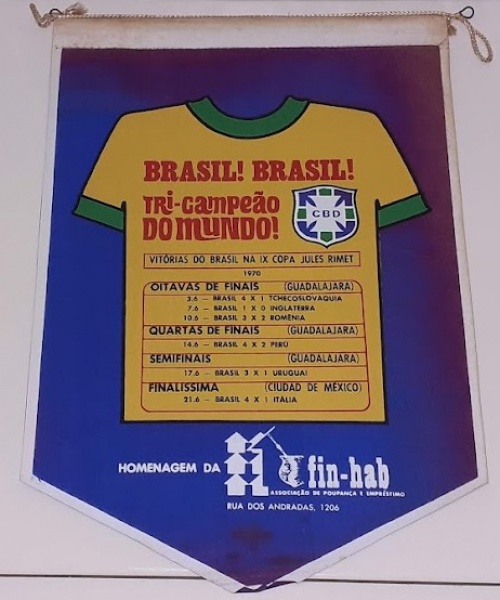 BRASIL! BRASIL!
TRi-CamPEÃO
DO MUNDO!
CBD
VITÓRIAS DO BRASIL NA IX COPA JULES RIMET
1970
OITAVAS DE FINAIS (GUADALAJARA)
3.6 – BRASIL 4 X 1 TCHECOSLOVAQUIA
7.6 – BRASIL 1 X 0 INGLATERRA
10.6 – BRASIL 3 X 2 ROMÊNIA
QUARTAS DE FINAIS (GUADALAJARA)
14.6 – BRASIL 4 X 2 PERÚ
SEMIFINAIS (GUADALAJARA)
17.6 – BRASIL 3 X 1 URUGUAI
FINALISSIMA (CIUDAD DE MÉXICO)
21.6 – BRASIL 4 X 1 ITÁLIA
HOMENAGEM DA fin-hab
ASSOCIAÇÃO DE POUPANÇA E EMPRÉSTIMO
RUA DOS ANDRADAS, 1206